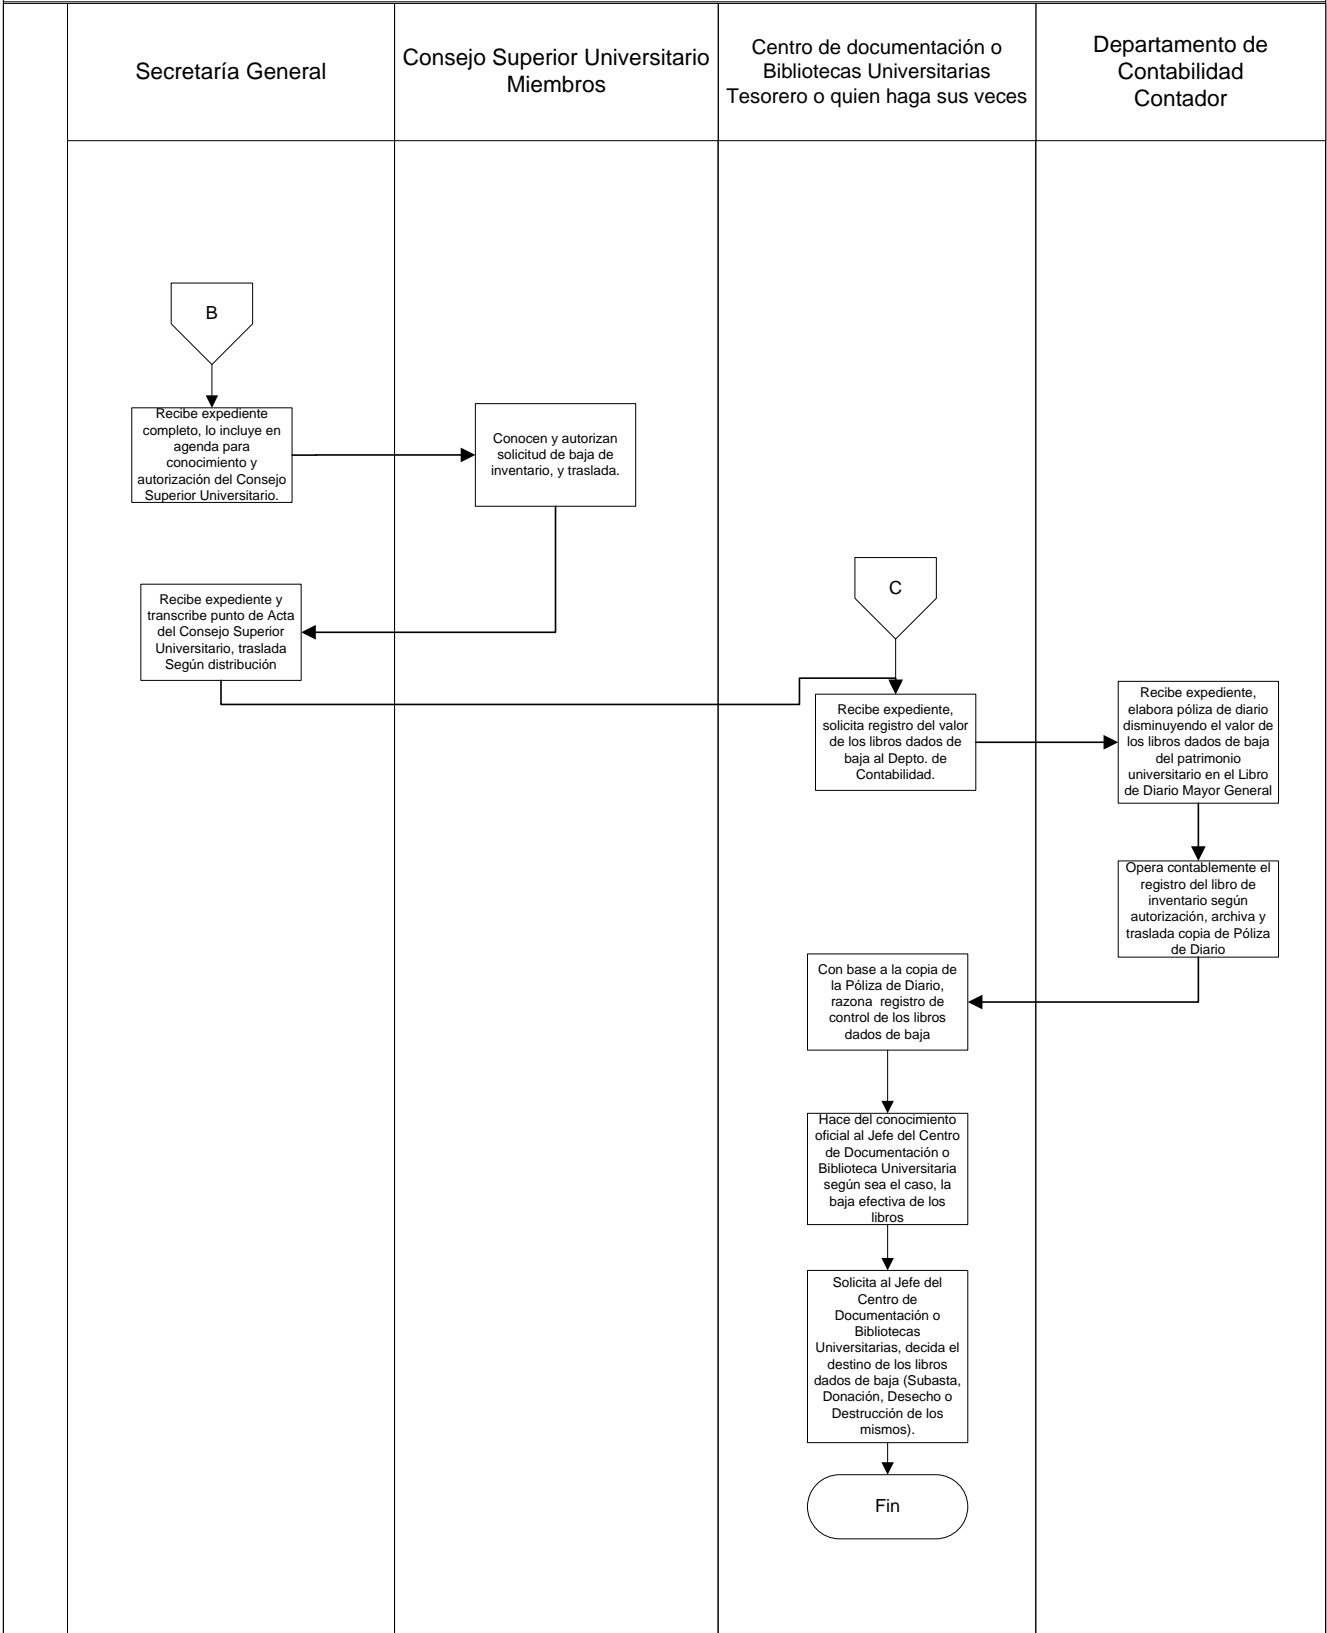 Secretaría General
Consejo Superior Universitario
Miembros
Centro de documentación o
Bibliotecas Universitarias
Tesorero o quien haga sus veces
Departamento de
Contabilidad
Contador
B
Recibe expediente
completo, lo incluye en
agenda para
conocimiento y
autorización del Consejo
Superior Universitario.
Conocen y autorizan
solicitud de baja de
inventario, y traslada.
Recibe expediente y
transcribe punto de Acta
del Consejo Superior
Universitario, traslada
Según distribución
C
Recibe expediente,
solicita registro del valor
de los libros dados de
baja al Depto. de
Contabilidad.
Recibe expediente,
elabora póliza de diario
disminuyendo el valor de
los libros dados de baja
del patrimonio
universitario en el Libro
de Diario Mayor General
Opera contablemente el
registro del libro de
inventario según
autorización, archiva y
traslada copia de Póliza
de Diario
Con base a la copia de
la Póliza de Diario,
razona registro de
control de los libros
dados de baja
Hace del conocimiento
oficial al Jefe del Centro
de Documentación o
Biblioteca Universitaria
según sea el caso, la
baja efectiva de los
libros
Solicita al Jefe del
Centro de
Documentación o
Bibliotecas
Universitarias, decida el
destino de los libros
dados de baja (Subasta,
Donación, Desecho o
Destrucción de los
mismos).
Fin